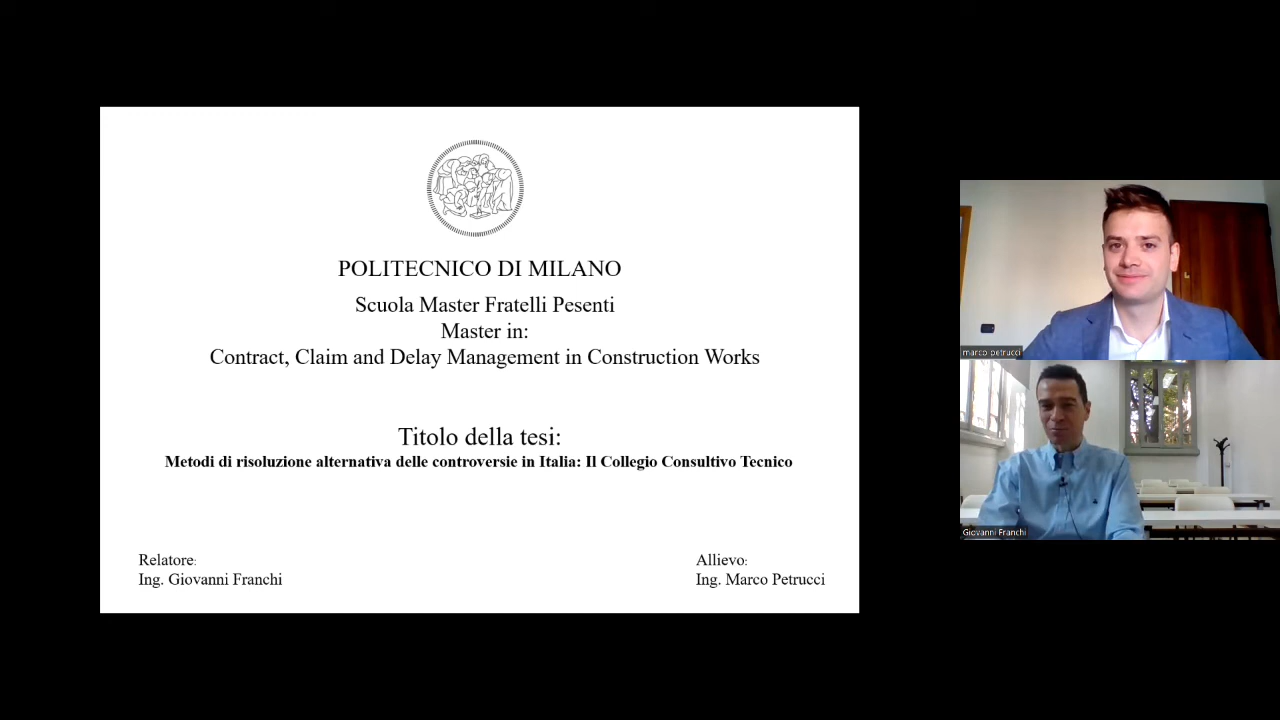 POLITECNICO DI MILANO
Scuola Master Fratelli Pesenti
Master in:
Contract, Claim and Delay Management in Construction Works
Titolo della tesi:
Metodi di risoluzione alternativa delle controversie in Italia: Il Collegio Consultivo Tecnico
Relatore:
Ing. Giovanni Franchi
Allievo:
Ing. Marco Petrucci
marco petrucci
Giovanni Franchi